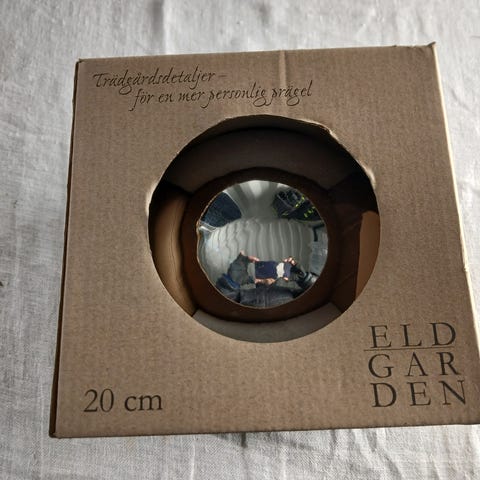 Trädgårdsdetaljer –
för en mer personlig prägel
ELD
GAR
DEN
20 cm